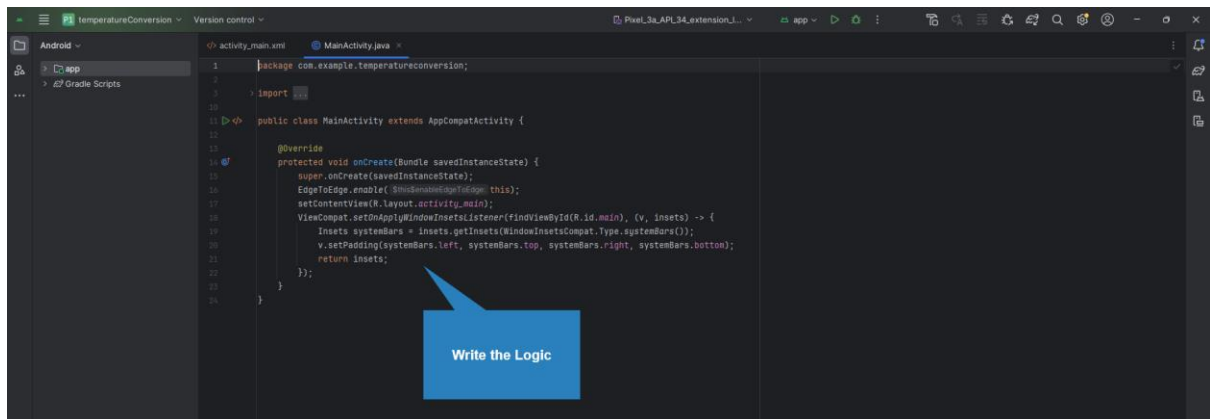 P1 temperatureConversion Version control Pixel_3a_API_34_extension_l... app
Android
activity_main.xml MainActivity.java
app
Gradle Scripts
1 package com.example.temperatureconversion;
2
3 import ...
10
11 public class MainActivity extends AppCompatActivity {
12
13 @Override
14 protected void onCreate(Bundle savedInstanceState) {
15 super.onCreate(savedInstanceState);
16 EdgeToEdge.enable( $this$enableEdgeToEdge: this);
17 setContentView(R.layout.activity_main);
18 ViewCompat.setOnApplyWindowInsetsListener(findViewById(R.id.main), (v, insets) -> {
19 Insets systemBars = insets.getInsets(WindowInsetsCompat.Type.systemBars());
20 v.setPadding(systemBars.left, systemBars.top, systemBars.right, systemBars.bottom);
21 return insets;
22 });
23 }
24 }
Write the Logic